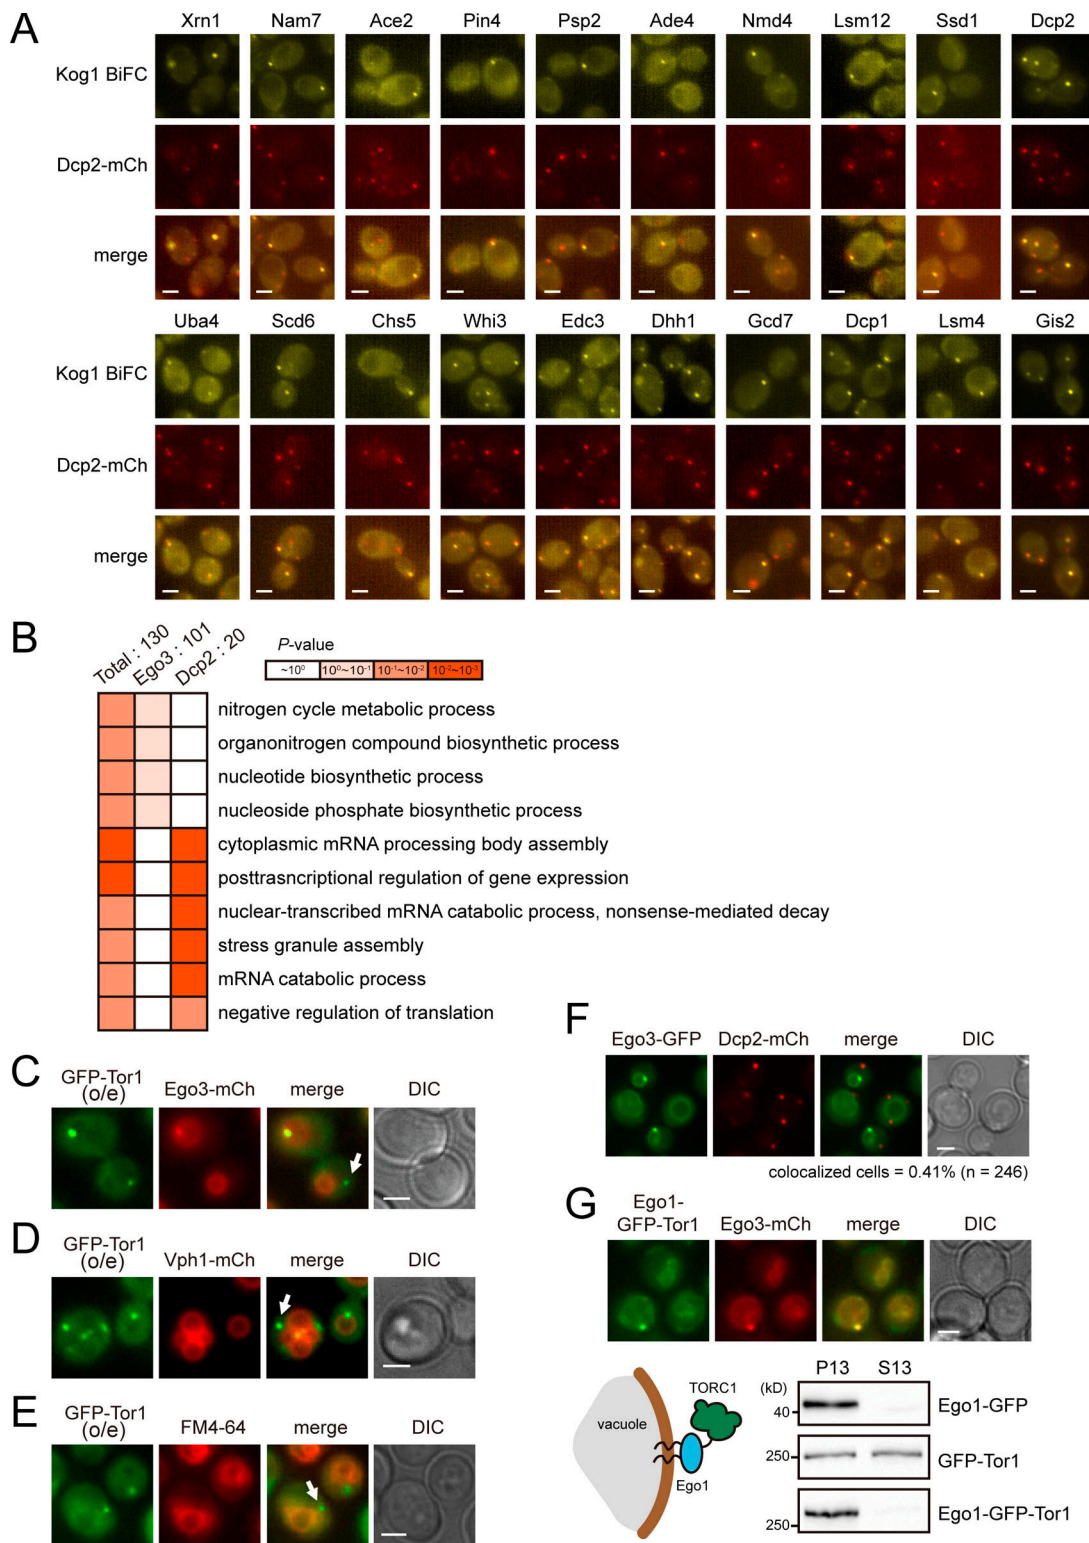 A
Xrn1 Nam7 Ace2 Pin4 Psp2 Ade4 Nmd4 Lsm12 Ssd1 Dcp2
Kog1 BiFC
Dcp2-mCh
merge
Uba4 Scd6 Chs5 Whi3 Edc3 Dhh1 Gcd7 Dcp1 Lsm4 Gis2
Kog1 BiFC
Dcp2-mCh
merge
B
Total : 130
Ego3 : 101
Dcp2 : 20
P-value
~10⁰ 10⁰~10⁻¹ 10⁻¹~10⁻² 10⁻²~10⁻³
nitrogen cycle metabolic process
organonitrogen compound biosynthetic process
nucleotide biosynthetic process
nucleoside phosphate biosynthetic process
cytoplasmic mRNA processing body assembly
posttrasncriptional regulation of gene expression
nuclear-transcribed mRNA catabolic process, nonsense-mediated decay
stress granule assembly
mRNA catabolic process
negative regulation of translation
C
GFP-Tor1
(o/e)
Ego3-mCh merge DIC
D
GFP-Tor1
(o/e)
Vph1-mCh merge DIC
E
GFP-Tor1
(o/e)
FM4-64 merge DIC
F
Ego3-GFP Dcp2-mCh merge DIC
colocalized cells = 0.41% (n = 246)
G
Ego1-
GFP-Tor1
Ego3-mCh merge DIC
vacuole
TORC1
Ego1
P13 S13
(kD)
40
Ego1-GFP
250
GFP-Tor1
250
Ego1-GFP-Tor1